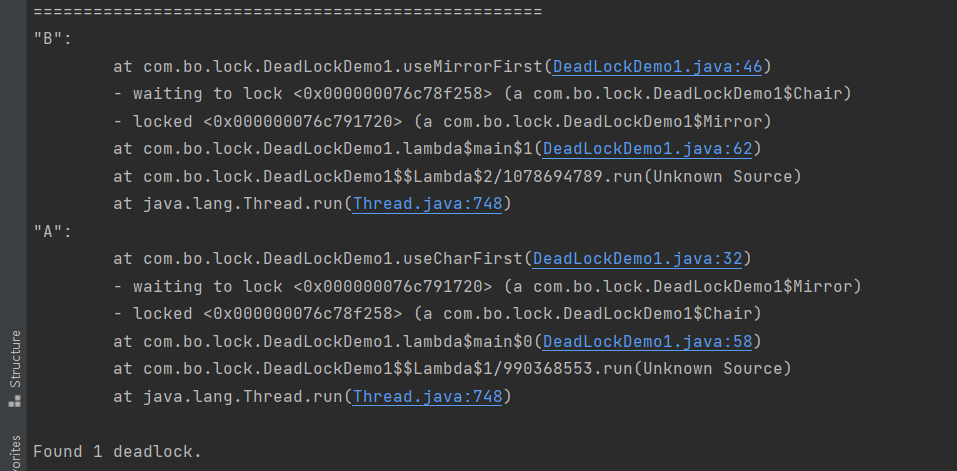 ===================================================
"B":
        at com.bo.lock.DeadLockDemo1.useMirrorFirst(DeadLockDemo1.java:46)
        - waiting to lock <0x000000076c78f258> (a com.bo.lock.DeadLockDemo1$Chair)
        - locked <0x000000076c791720> (a com.bo.lock.DeadLockDemo1$Mirror)
        at com.bo.lock.DeadLockDemo1.lambda$main$1(DeadLockDemo1.java:62)
        at com.bo.lock.DeadLockDemo1$$Lambda$2/1078694789.run(Unknown Source)
        at java.lang.Thread.run(Thread.java:748)
"A":
        at com.bo.lock.DeadLockDemo1.useCharFirst(DeadLockDemo1.java:32)
        - waiting to lock <0x000000076c791720> (a com.bo.lock.DeadLockDemo1$Mirror)
        - locked <0x000000076c78f258> (a com.bo.lock.DeadLockDemo1$Chair)
        at com.bo.lock.DeadLockDemo1.lambda$main$0(DeadLockDemo1.java:58)
        at com.bo.lock.DeadLockDemo1$$Lambda$1/990368553.run(Unknown Source)
        at java.lang.Thread.run(Thread.java:748)
Found 1 deadlock.
Structure
vorites